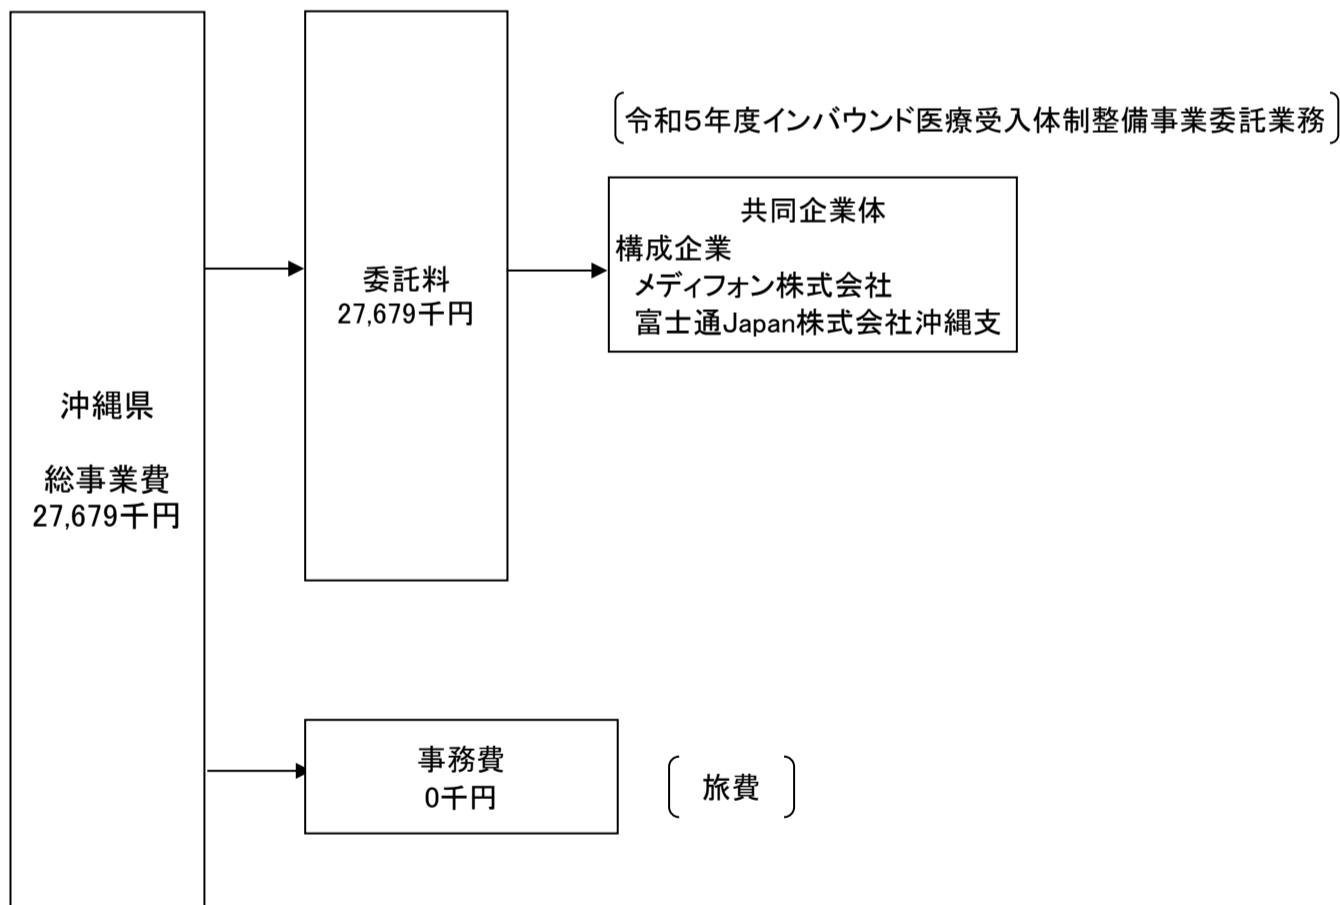 沖縄県
総事業費
27,679千円
委託料
27,679千円
令和5年度インバウンド医療受入体制整備事業委託業務
共同企業体
構成企業
メディフォン株式会社
富士通Japan株式会社沖縄支
事務費
0千円
旅費